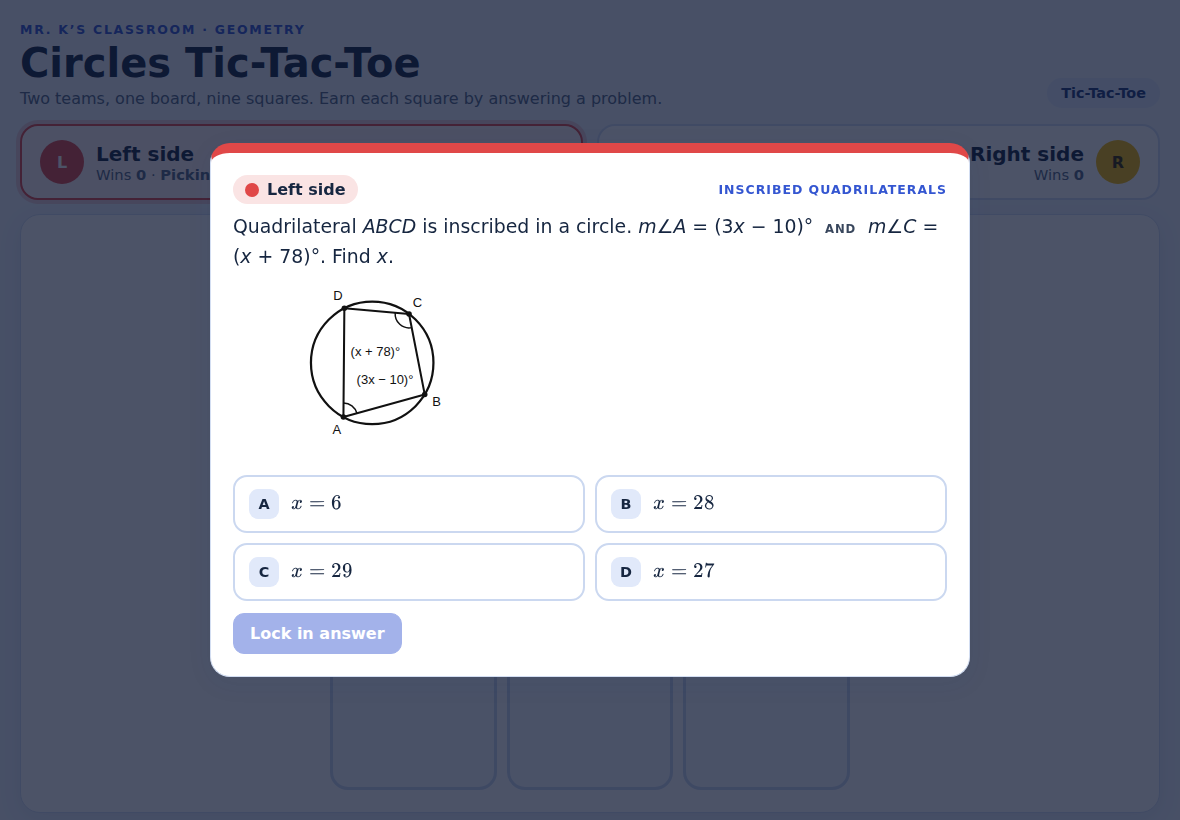 MR. K’S CLASSROOM · GEOMETRY
Circles Tic-Tac-Toe
Two teams, one board, nine squares. Earn each square by answering a problem.
Tic-Tac-Toe
L
Left side
Wins 0 · Pickin
Right side
Wins 0
R
Left side
INSCRIBED QUADRILATERALS
Quadrilateral ABCD is inscribed in a circle. m∠A = (3x − 10)° AND m∠C =
(x + 78)°. Find x.
D
C
(x + 78)°
(3x − 10)°
B
A
A x = 6
B x = 28
C x = 29
D x = 27
Lock in answer